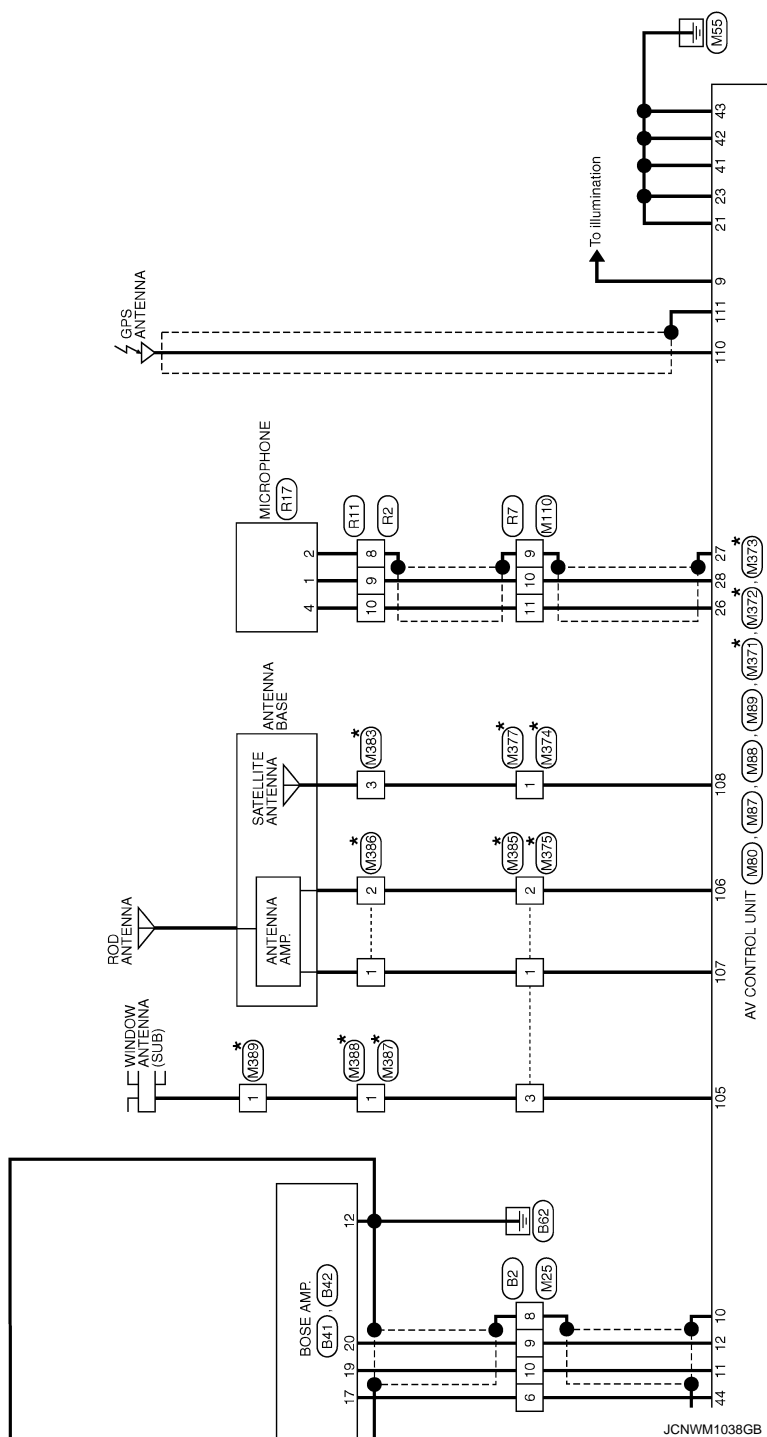 M55
43
42
41
23
21
To illumination
9
111
110
GPS
ANTENNA
MICROPHONE
R17
2
1
4
R11
R2
8
9
10
R7
M110
9
10
11
27
28
26
ANTENNA
BASE
SATELLITE
ANTENNA
*
M383
3
*
M377
*
M374
1
108
ROD
ANTENNA
ANTENNA
AMP.
*
M386
2
1
*
M385
*
M375
2
1
3
106
107
WINDOW
ANTENNA
(SUB)
*
M389
1
*
M388
*
M387
1
105
BOSE AMP.
B41 , B42
12
20
19
17
B62
B2
M25
8
9
10
6
10
12
11
44
AV CONTROL UNIT M80 , M87 , M88 , M89 , M371 * , M372 * , M373 *
JCNWM1038GB